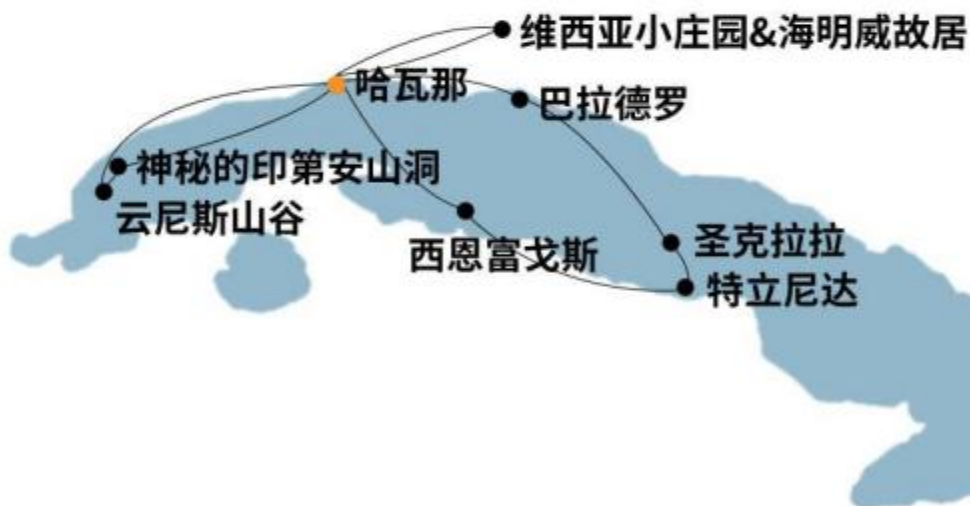 维西亚小庄园&海明威故居
哈瓦那
巴拉德罗
神秘的印第安山洞
云尼斯山谷
西恩富戈斯
圣克拉拉
特立尼达